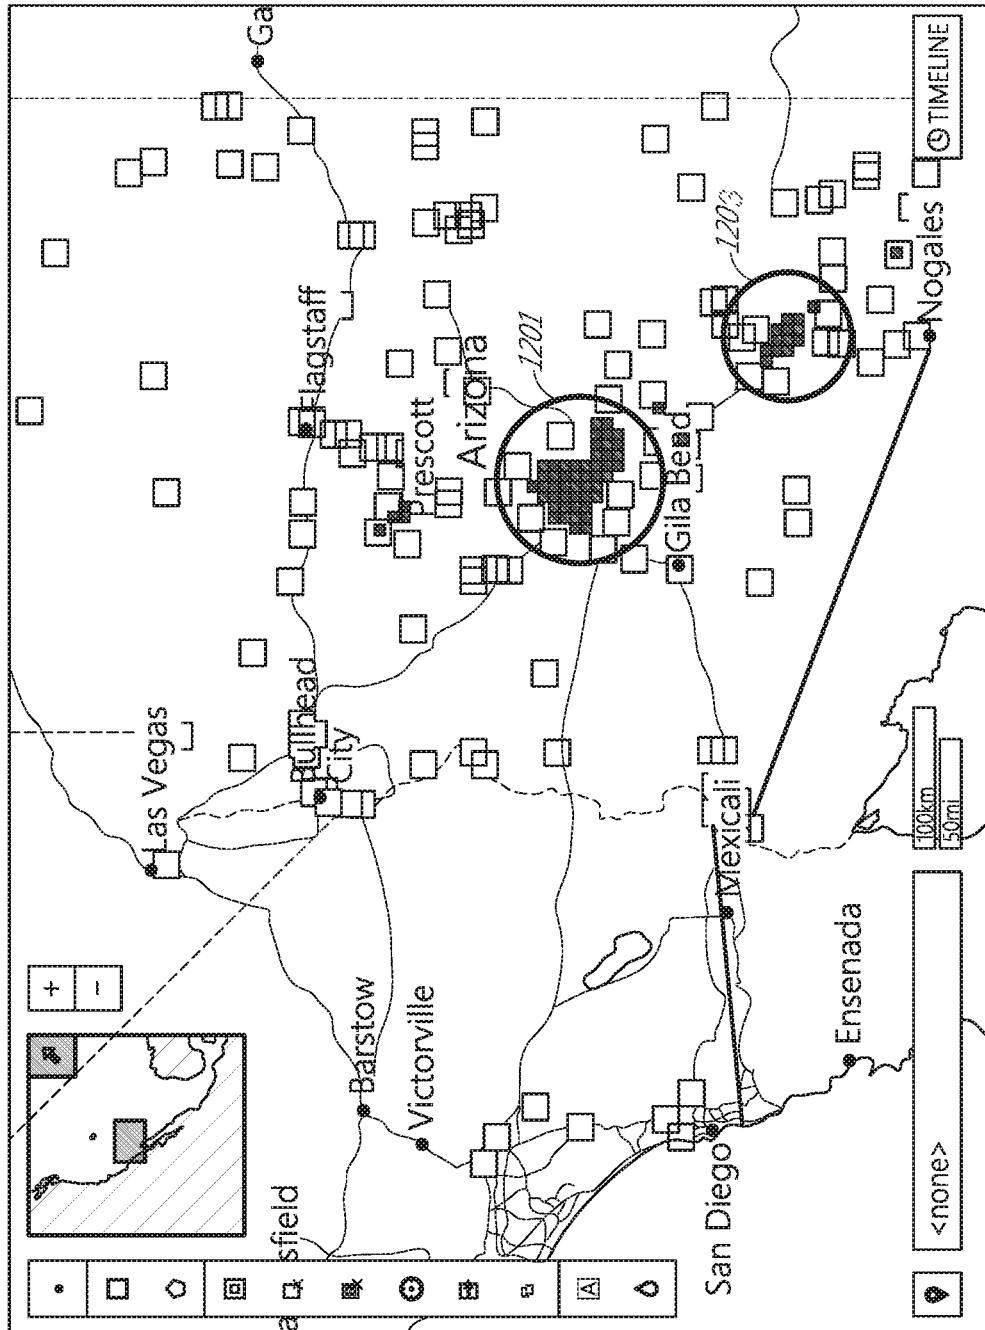 Las Vegas
Bullhead
City
Flagstaff
Ga
Prescott
Arizona
1201
1203
Gila Bend
Nogales
Barstow
Victorville
sfield
San Diego
Mexicali
Ensenada
+
−
A
<none>
100km
50mi
TIMELINE